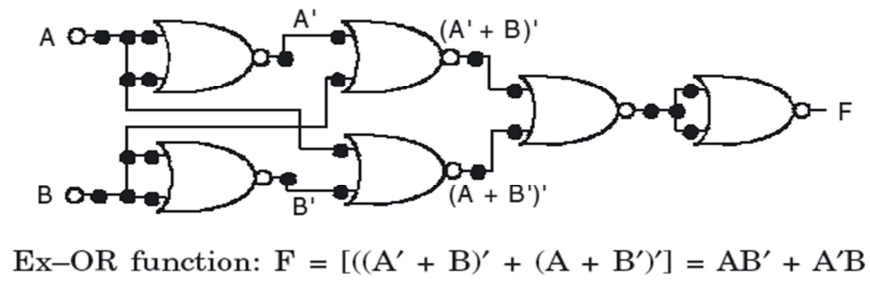 A'
(A' + B)'
A
F
B
B'
(A + B')'
Ex–OR function: F = [((A′ + B)′ + (A + B′)′] = AB′ + A′B